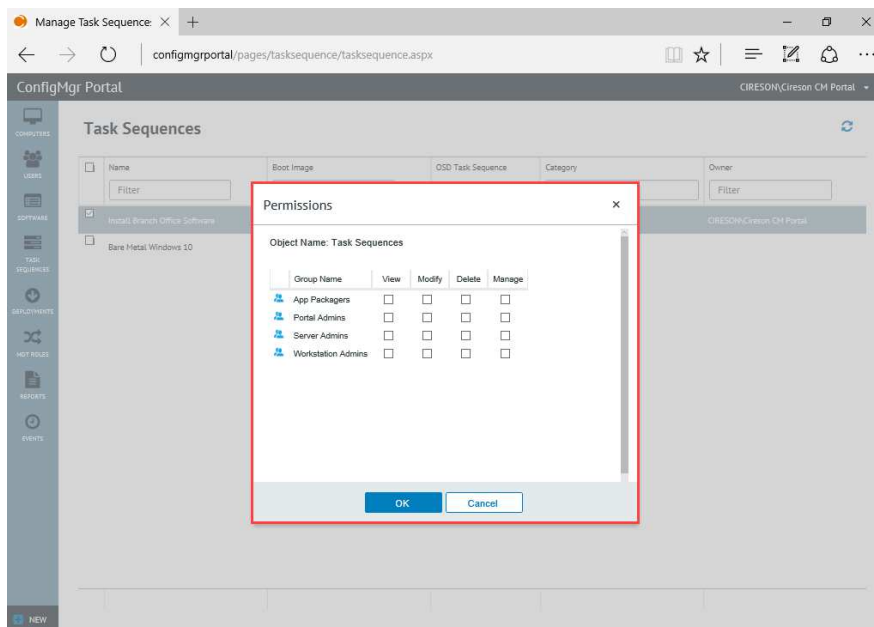 Manage Task Sequence:
configmgrportal/pages/tasksequence/tasksequence.aspx
ConfigMgr Portal
CIRESON\Cireson CM Portal
COMPUTERS
USERS
SOFTWARE
TASK
SEQUENCES
DEPLOYMENTS
HOT ROLES
REPORTS
EVENTS
NEW
Task Sequences
Name
Boot Image
OSD Task Sequence
Category
Owner
Filter
Filter
Install Branch Office Software
CIRESON\Cireson CM Portal
Bare Metal Windows 10
Permissions
Object Name: Task Sequences
Group Name View Modify Delete Manage
App Packagers
Portal Admins
Server Admins
Workstation Admins
OK
Cancel